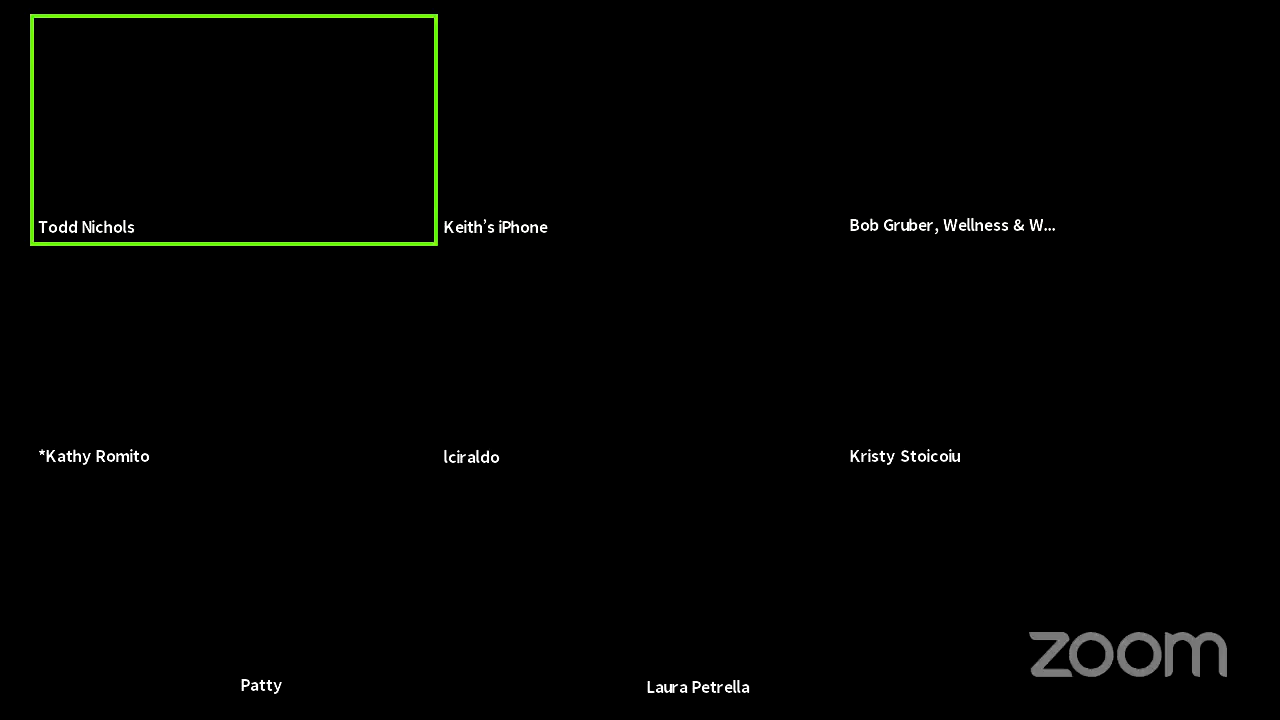 Todd Nichols
Keith’s iPhone
Bob Gruber, Wellness & W...
*Kathy Romito
lciraldo
Kristy Stoicoiu
Patty
Laura Petrella
zoom